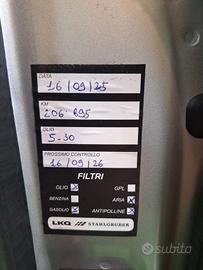 DATA
16/09/25
KM
206.895
OLIO
5-30
PROSSIMO CONTROLLO
16/09/26
FILTRI
OLIO GPL
BENZINA ARIA
GASOLIO ANTIPOLLINE
LKQ STAHLGRUBER
subito